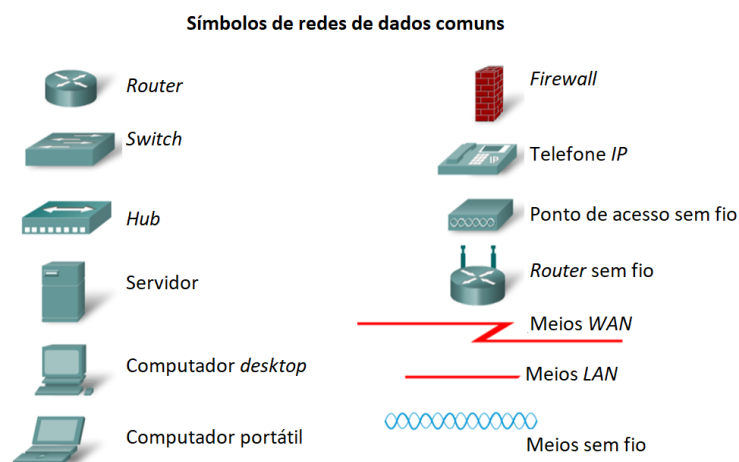 Símbolos de redes de dados comuns
Router
Switch
Hub
Servidor
Computador desktop
Computador portátil
Firewall
IP
Telefone IP
Ponto de acesso sem fio
Router sem fio
Meios WAN
Meios LAN
Meios sem fio